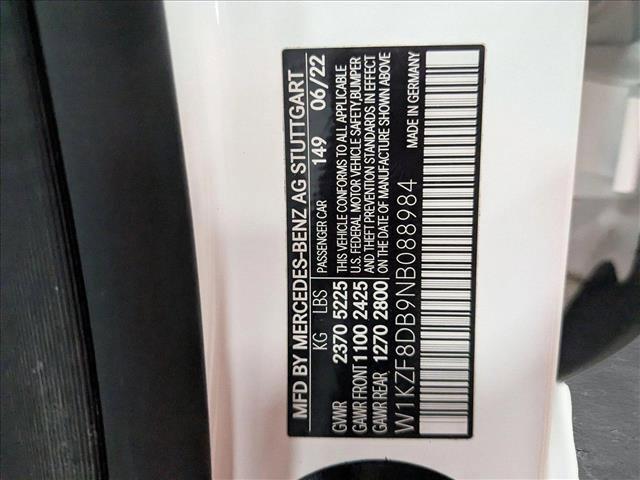 MFD BY MERCEDES-BENZ AG STUTTGART
KG LBS PASSENGER CAR 149 06/22
GVWR 2370 5225 THIS VEHICLE CONFORMS TO ALL APPLICABLE
GAWR FRONT 1100 2425 U.S. FEDERAL MOTOR VEHICLE SAFETY, BUMPER
GAWR REAR 1270 2800 AND THEFT PREVENTION STANDARDS IN EFFECT
ON THE DATE OF MANUFACTURE SHOWN ABOVE
W1KZF8DB9NB088984 MADE IN GERMANY